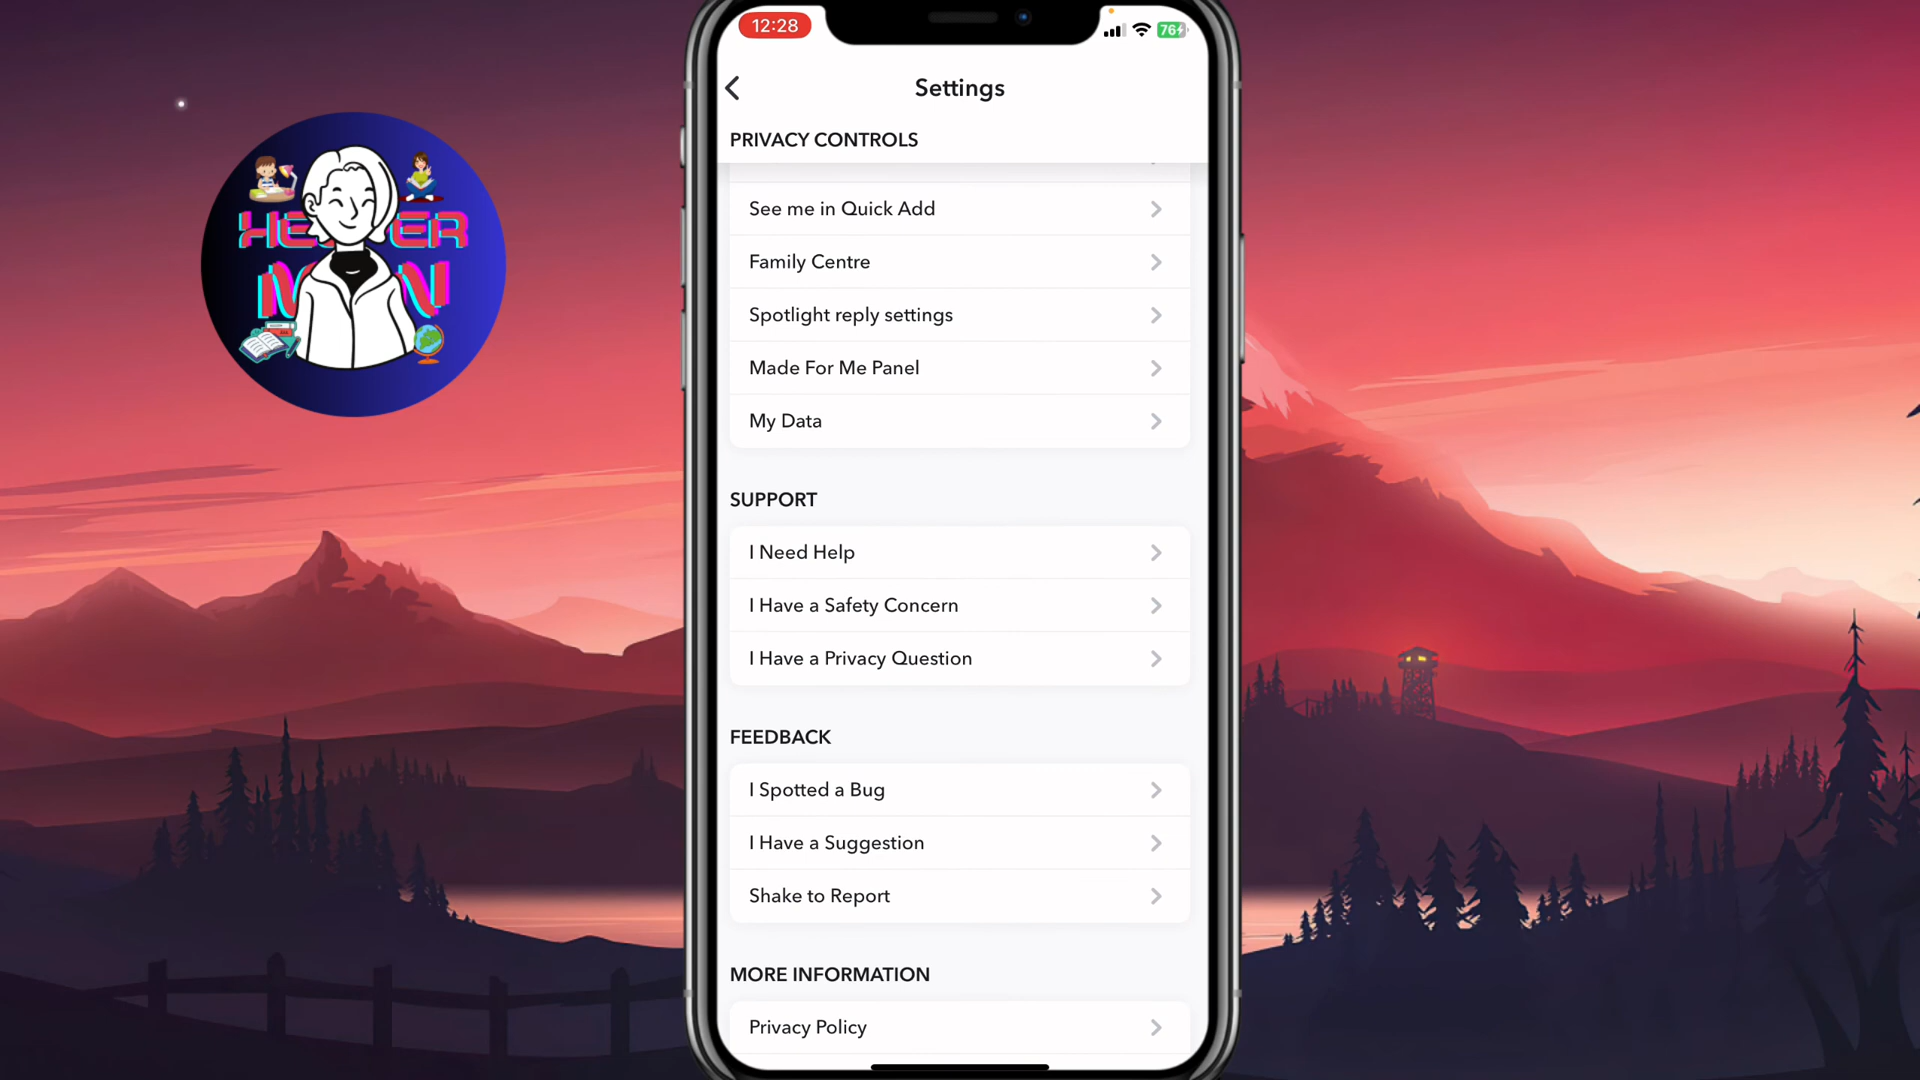 12:28
76
Settings
PRIVACY CONTROLS
See me in Quick Add
Family Centre
Spotlight reply settings
Made For Me Panel
My Data
SUPPORT
I Need Help
I Have a Safety Concern
I Have a Privacy Question
FEEDBACK
I Spotted a Bug
I Have a Suggestion
Shake to Report
MORE INFORMATION
Privacy Policy